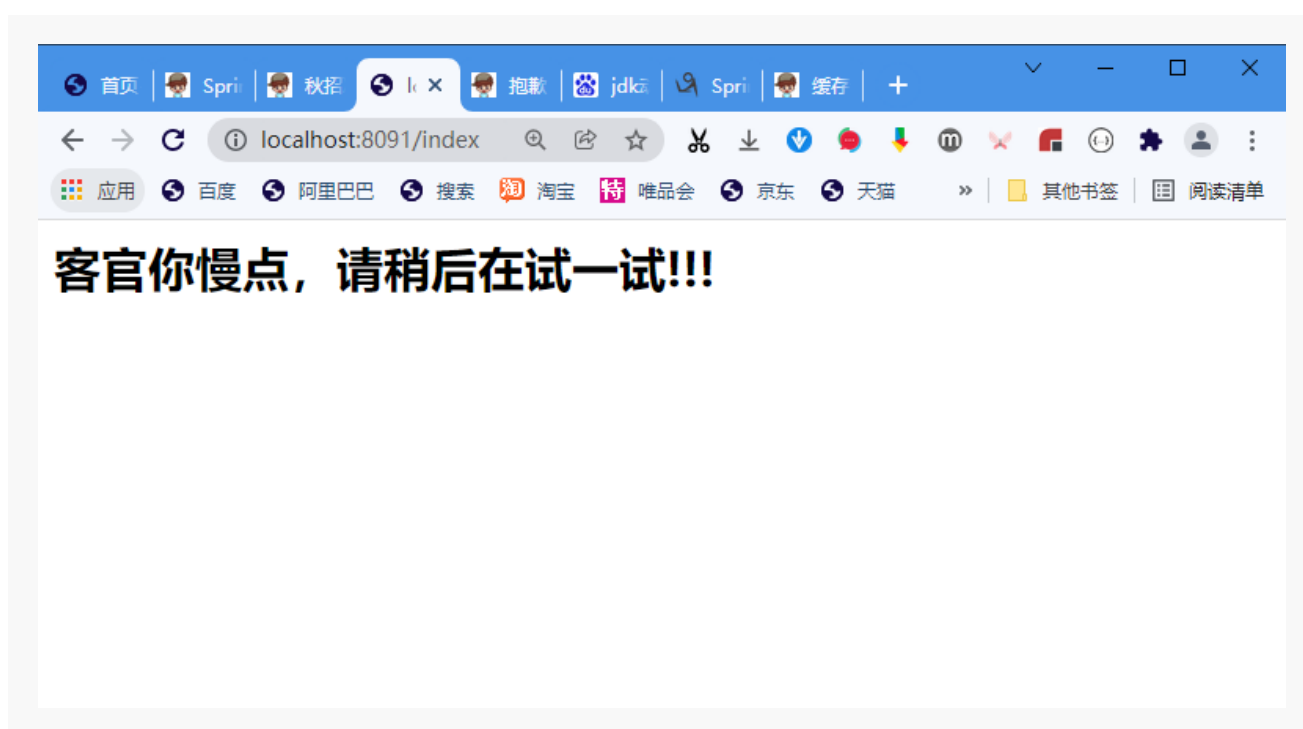 首页 Spri 秋招 抱歉 jdk Spri 缓存
localhost:8091/index
应用 百度 阿里巴巴 搜索 淘宝 特 唯品会 京东 天猫 » 其他书签 阅读清单
客官你慢点，请稍后在试一试!!!